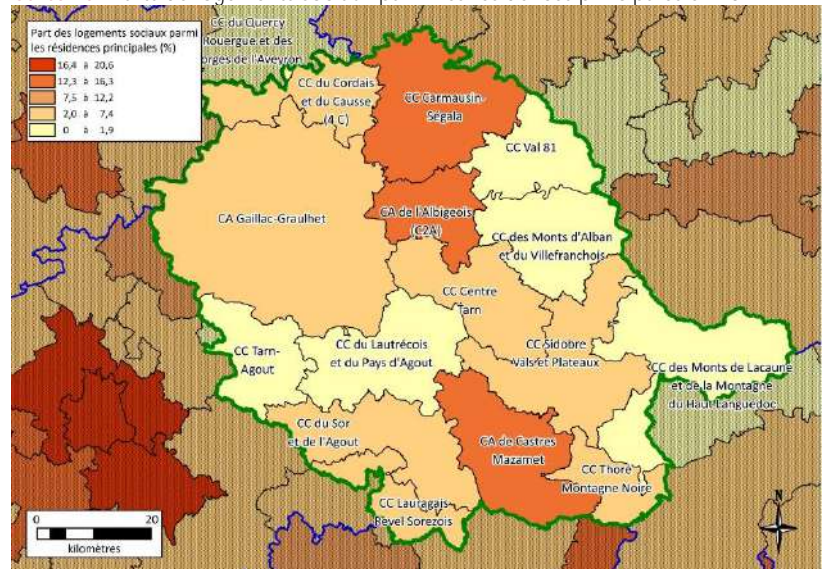 Part des logements sociaux parmi
les résidences principales (%)
16,4 à 20,6
12,3 à 16,3
7,5 à 12,2
2,0 à 7,4
0 à 1,9
CC du Quercy
Rouergue et des
Gorges de l'Aveyron
CC du Cordais
et du Causse
(4 C)
CC Carmausin-
Ségala
CC Val 81
CA Gaillac-Graulhet
CA de l'Albigeois
(C2A)
CC des Monts d'Alban
et du Villefranchois
CC Centre
Tarn
CC Tarn-
Agout
CC du Lautrécois
et du Pays d'Agout
CC Sidobre
Vals et Plateaux
CC des Monts de Lacaune
et de la Montagne
du Haut Languedoc
CC du Sor
et de l'Agout
CA de Castres
Mazamet
CC Thoré
Montagne Noire
CC Lauragais
Revel Sorezois
N
0 20
kilomètres